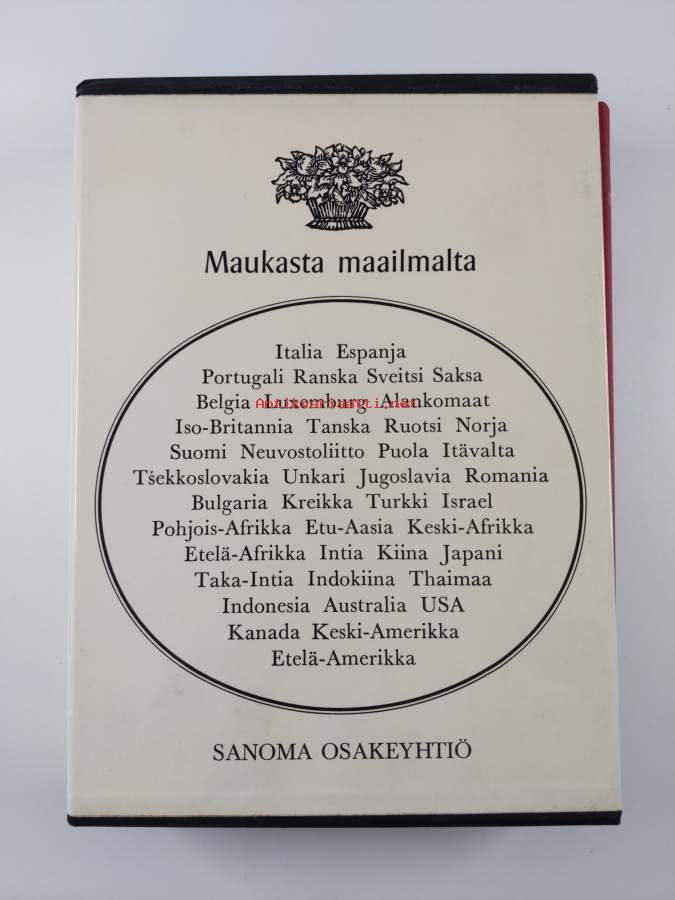 Maukasta maailmalta
Italia Espanja
Portugali Ranska Sveitsi Saksa
Belgia Luxemburg Alankomaat
Antikvariaatti.net
Iso-Britannia Tanska Ruotsi Norja
Suomi Neuvostoliitto Puola Itävalta
Tšekkoslovakia Unkari Jugoslavia Romania
Bulgaria Kreikka Turkki Israel
Pohjois-Afrikka Etu-Aasia Keski-Afrikka
Etelä-Afrikka Intia Kiina Japani
Taka-Intia Indokiina Thaimaa
Indonesia Australia USA
Kanada Keski-Amerikka
Etelä-Amerikka
SANOMA OSAKEYHTIÖ